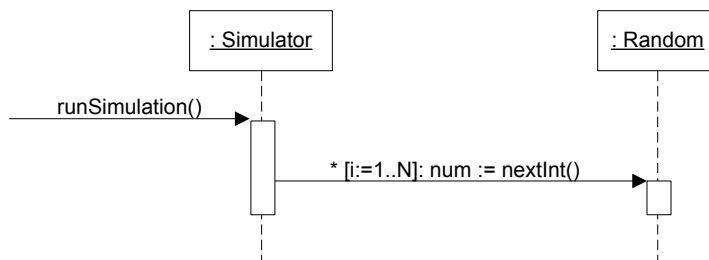 : Simulator
: Random
runSimulation()
* [i:=1..N]: num := nextInt()